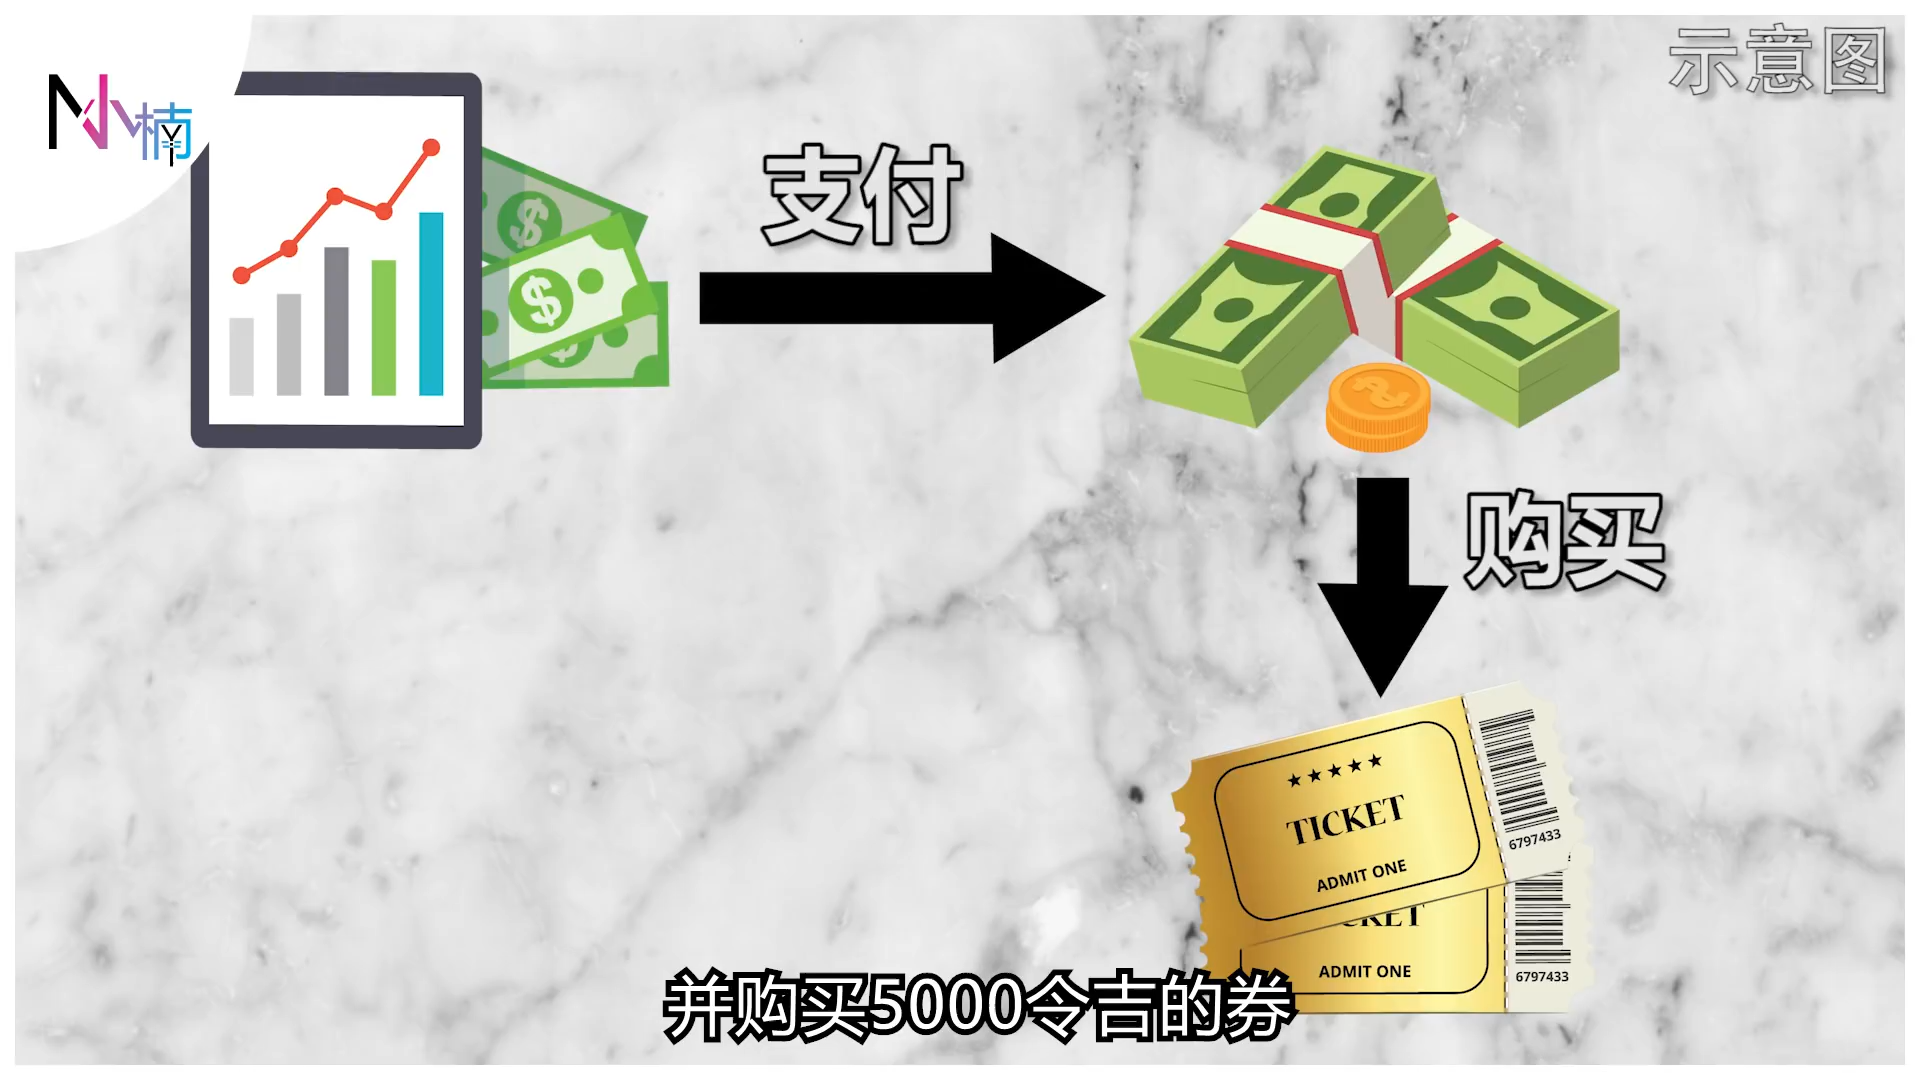 示意图
楠
支付
购买
TICKET
ADMIT ONE
6797433
ADMIT ONE
6797433
并购买5000令吉的券